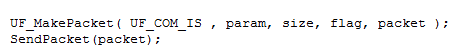 UF_MakePacket( UF_COM_IS , param, size, flag, packet );
SendPacket(packet);